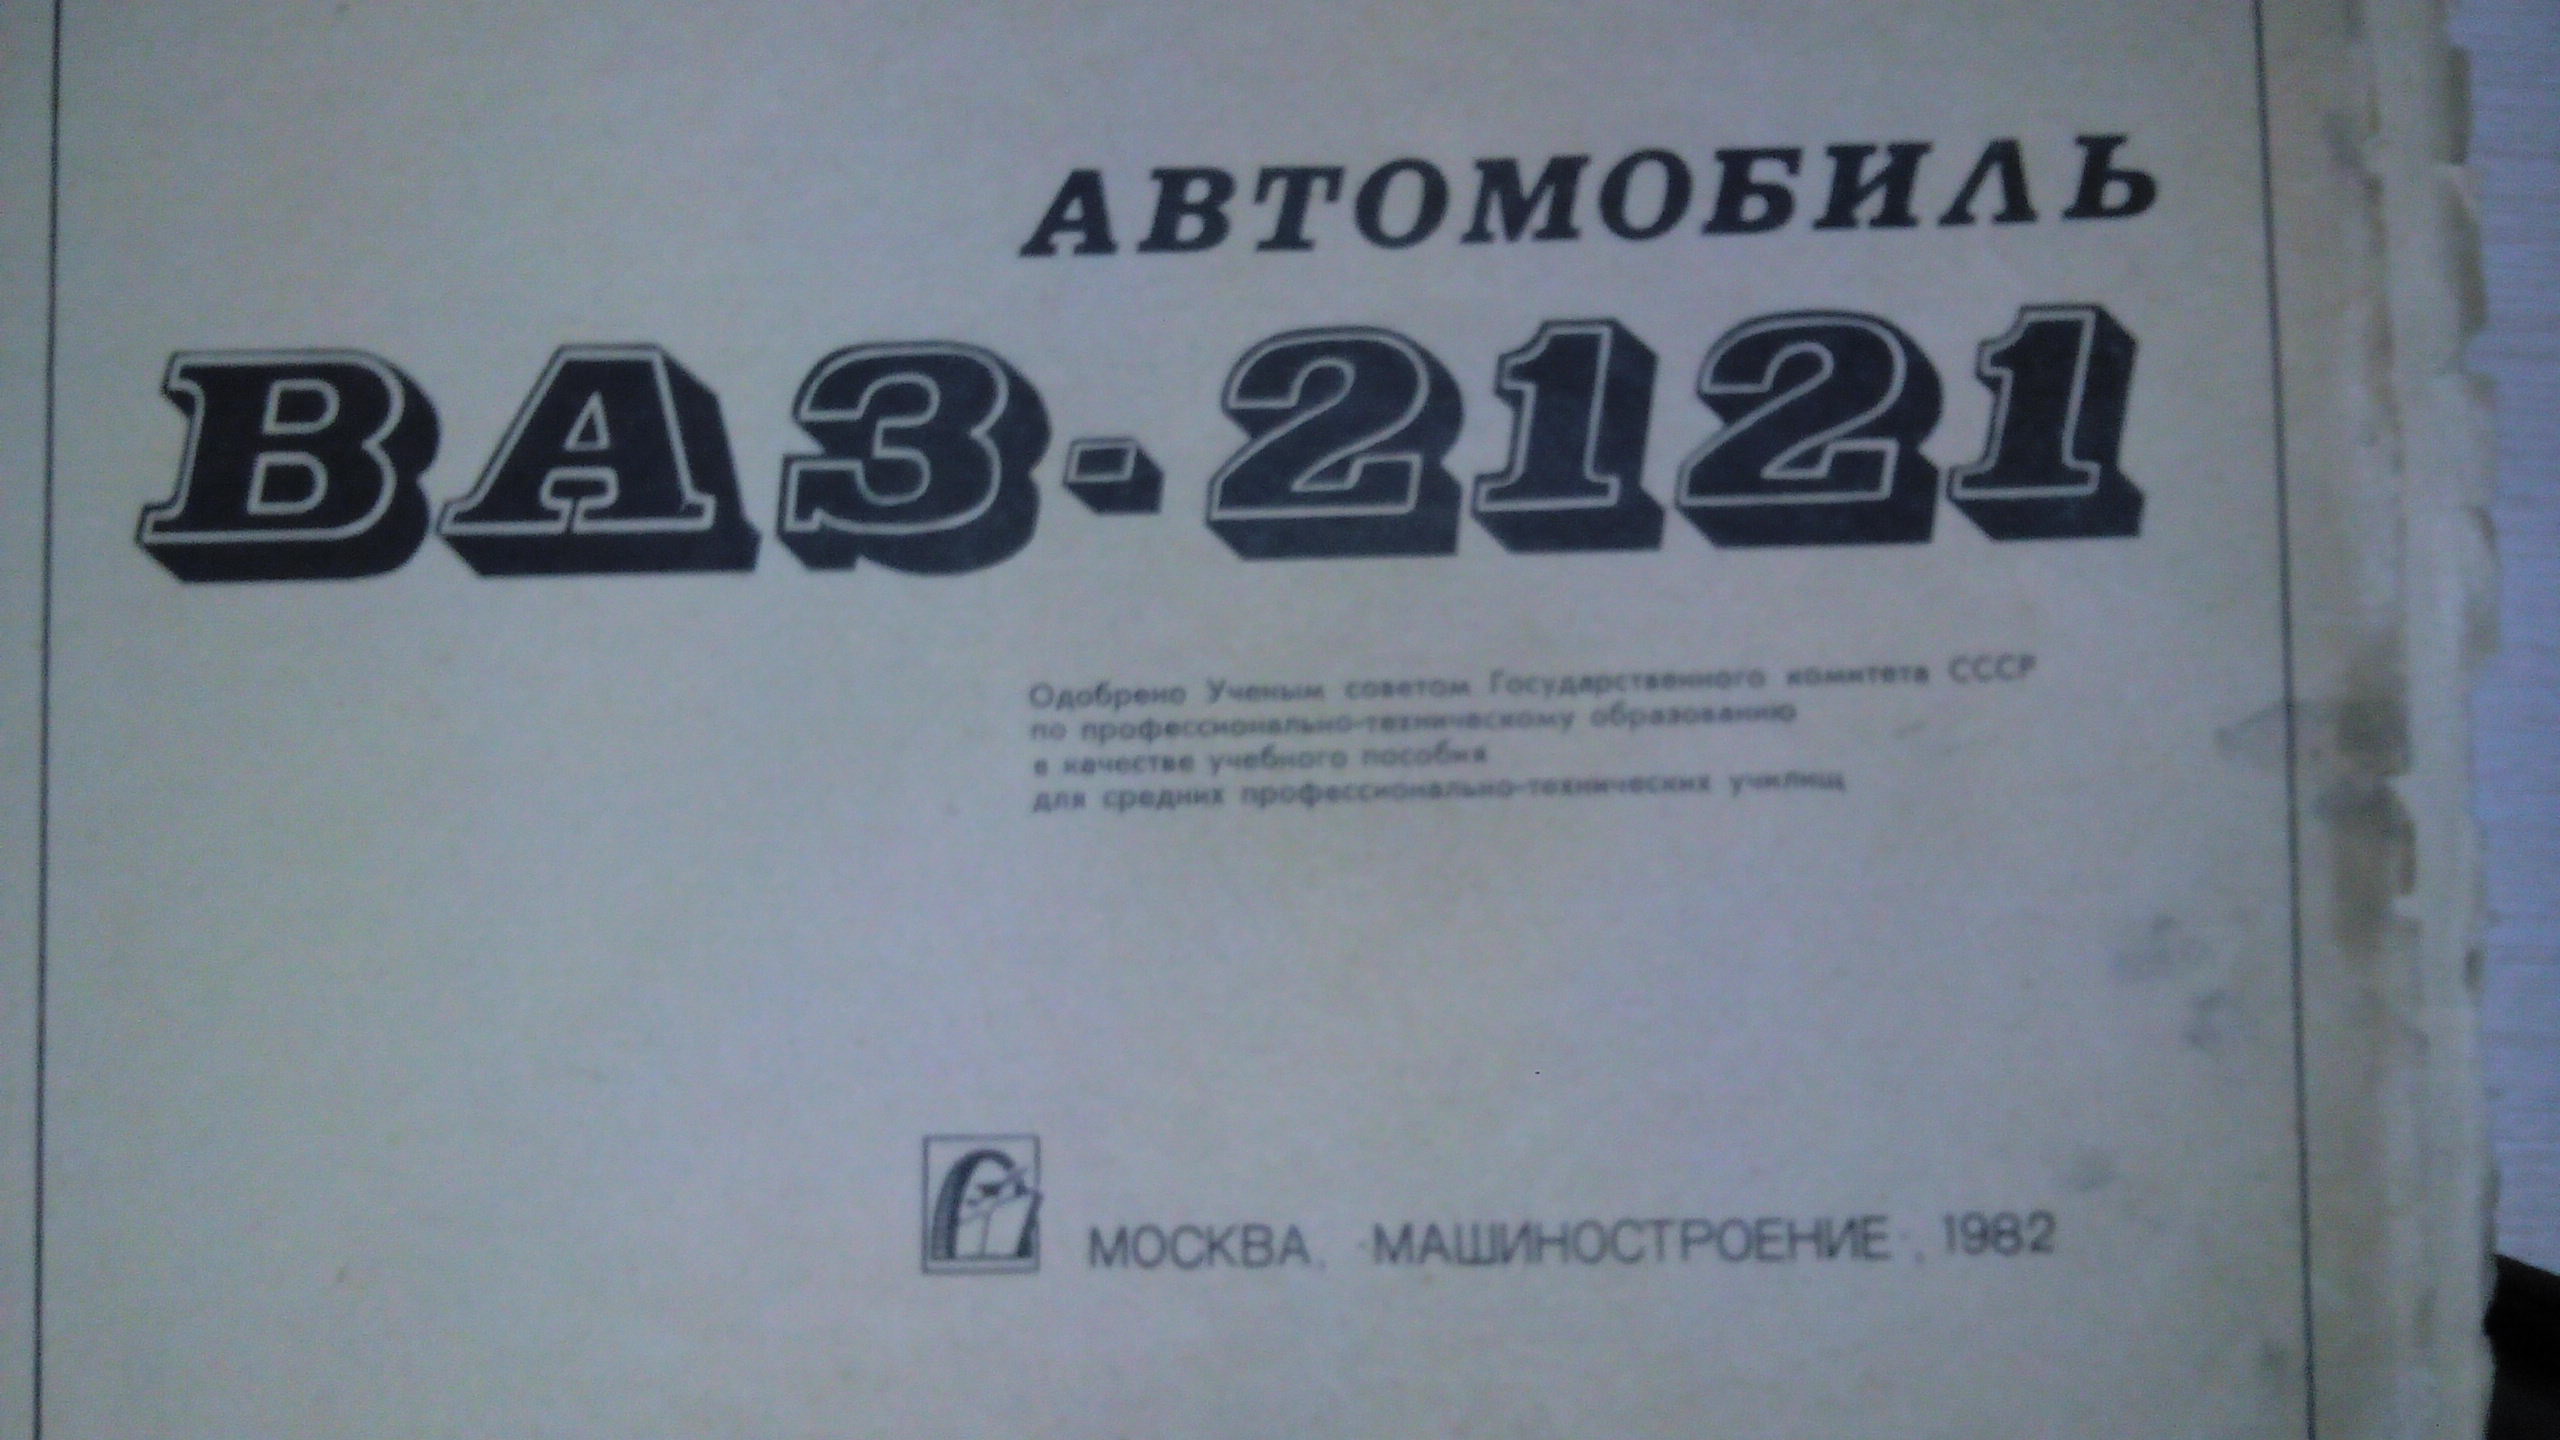 АВТОМОБИЛЬ
ВАЗ-2121
Одобрено Ученым советом Государственного комитета СССР
по профессионально-техническому образованию
в качестве учебного пособия
для средних профессионально-технических училищ
МОСКВА, «МАШИНОСТРОЕНИЕ», 1982